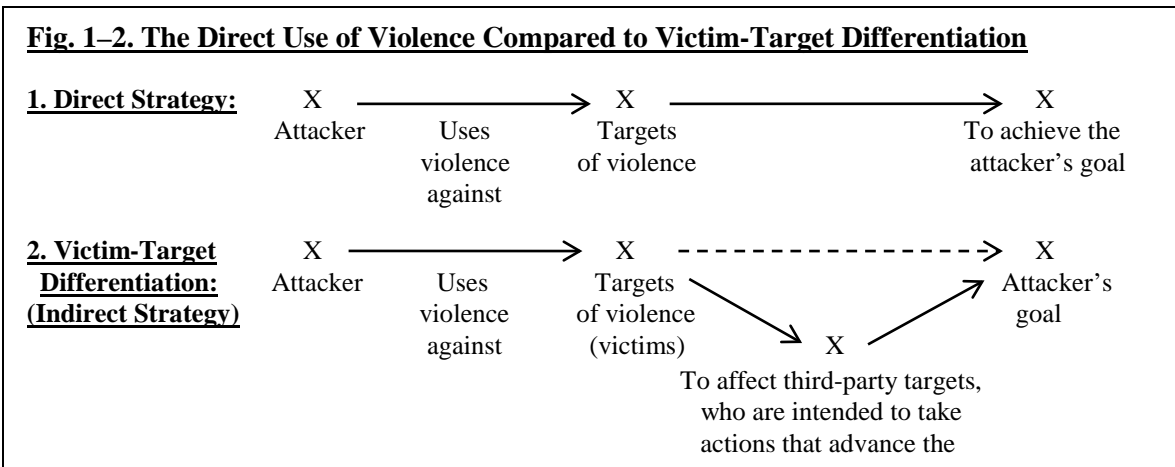 Fig. 1–2. The Direct Use of Violence Compared to Victim-Target Differentiation
1. Direct Strategy: X X X
Attacker Uses Targets To achieve the
violence of violence attacker’s goal
against
2. Victim-Target X X X
Differentiation: Attacker Uses Targets Attacker’s
(Indirect Strategy) violence of violence goal
against (victims) X
To affect third-party targets,
who are intended to take
actions that advance the